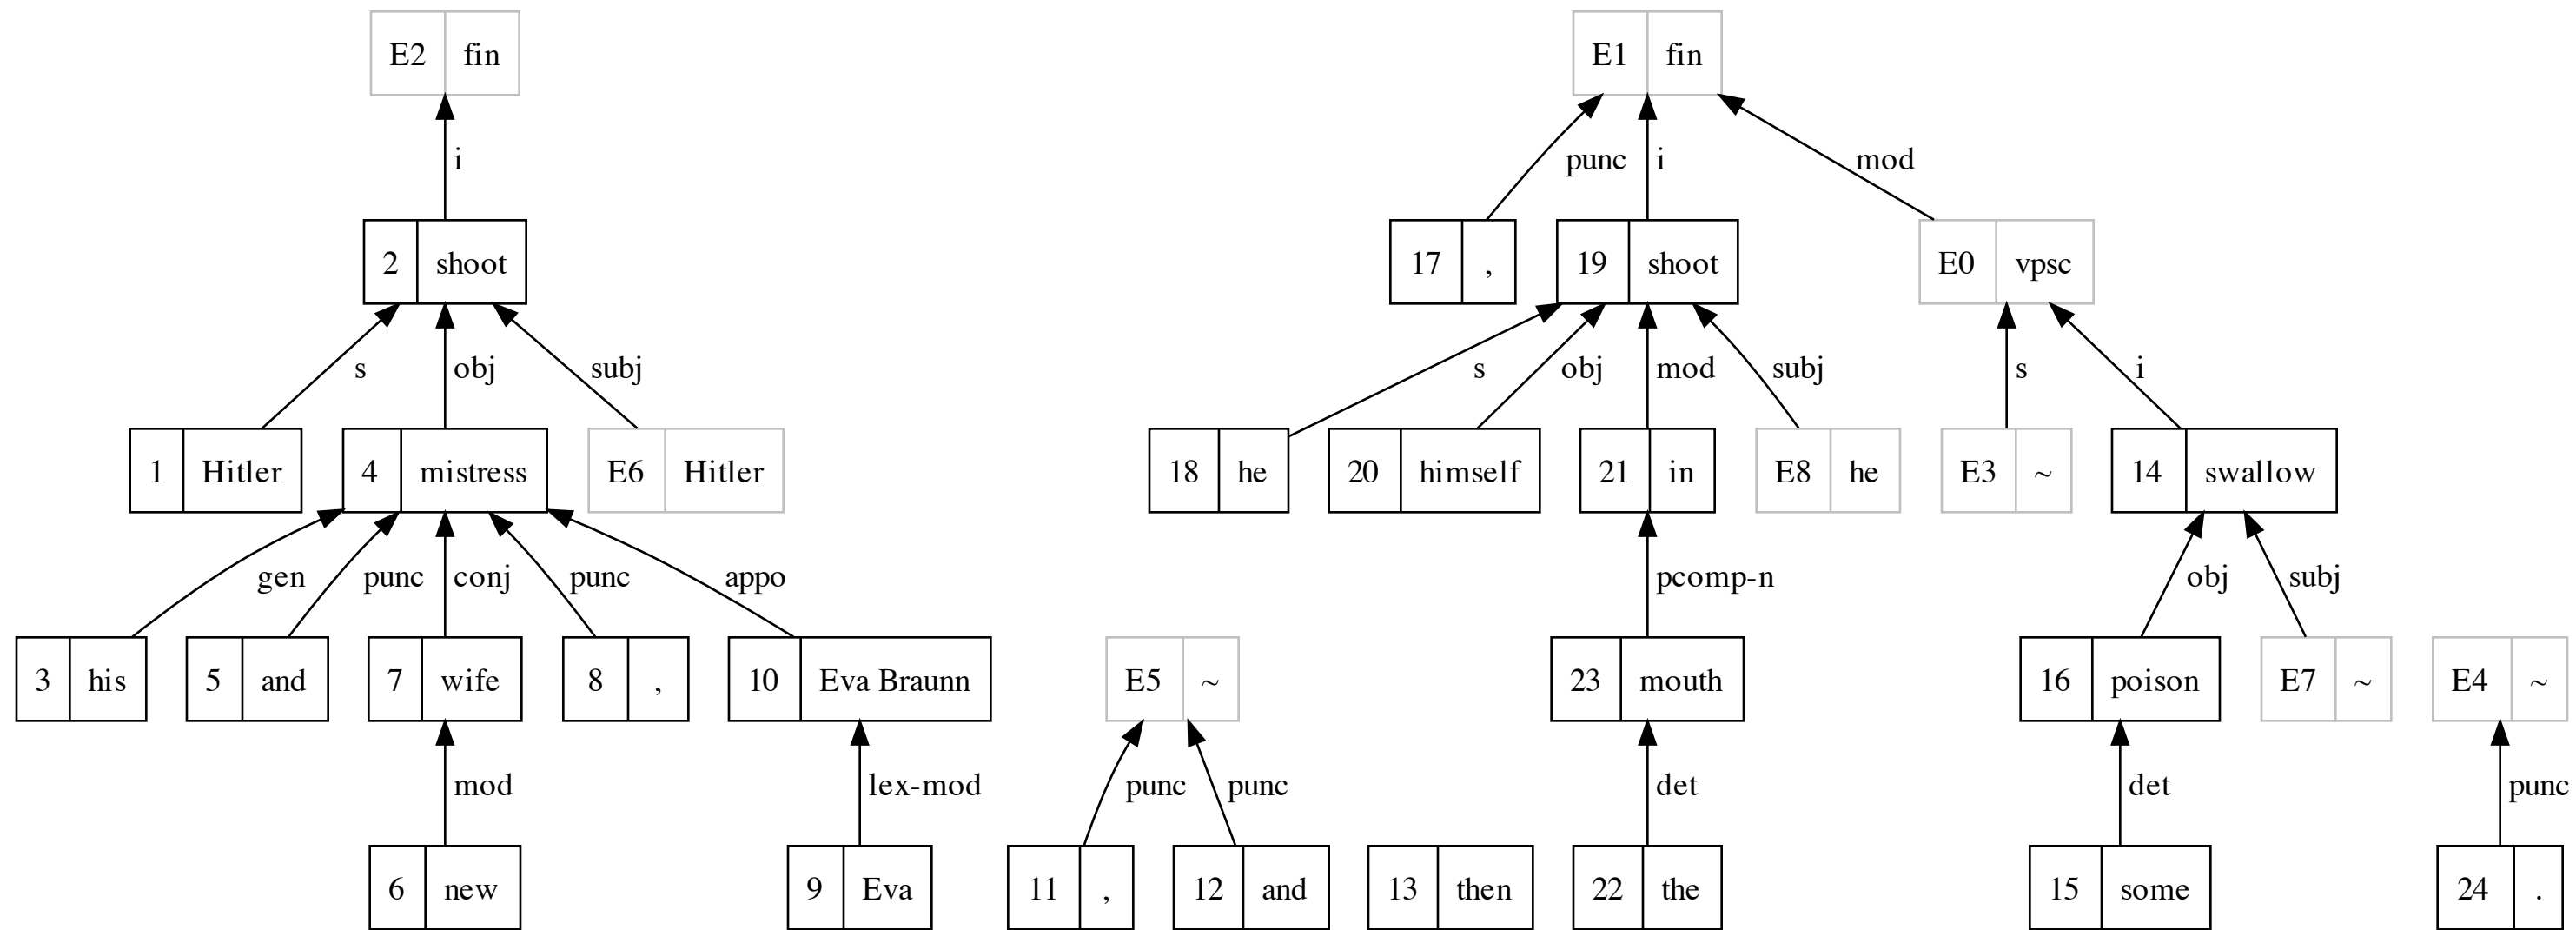 E2 fin E1 fin
i punc i mod
2 shoot 17 , 19 shoot E0 vpsc
s obj subj s obj mod subj s i
1 Hitler 4 mistress E6 Hitler 18 he 20 himself 21 in E8 he E3 ~ 14 swallow
gen punc conj punc appo pcomp-n obj subj
3 his 5 and 7 wife 8 , 10 Eva Braunn E5 ~ 23 mouth 16 poison E7 ~ E4 ~
mod lex-mod punc punc det det punc
6 new 9 Eva 11 , 12 and 13 then 22 the 15 some 24 .